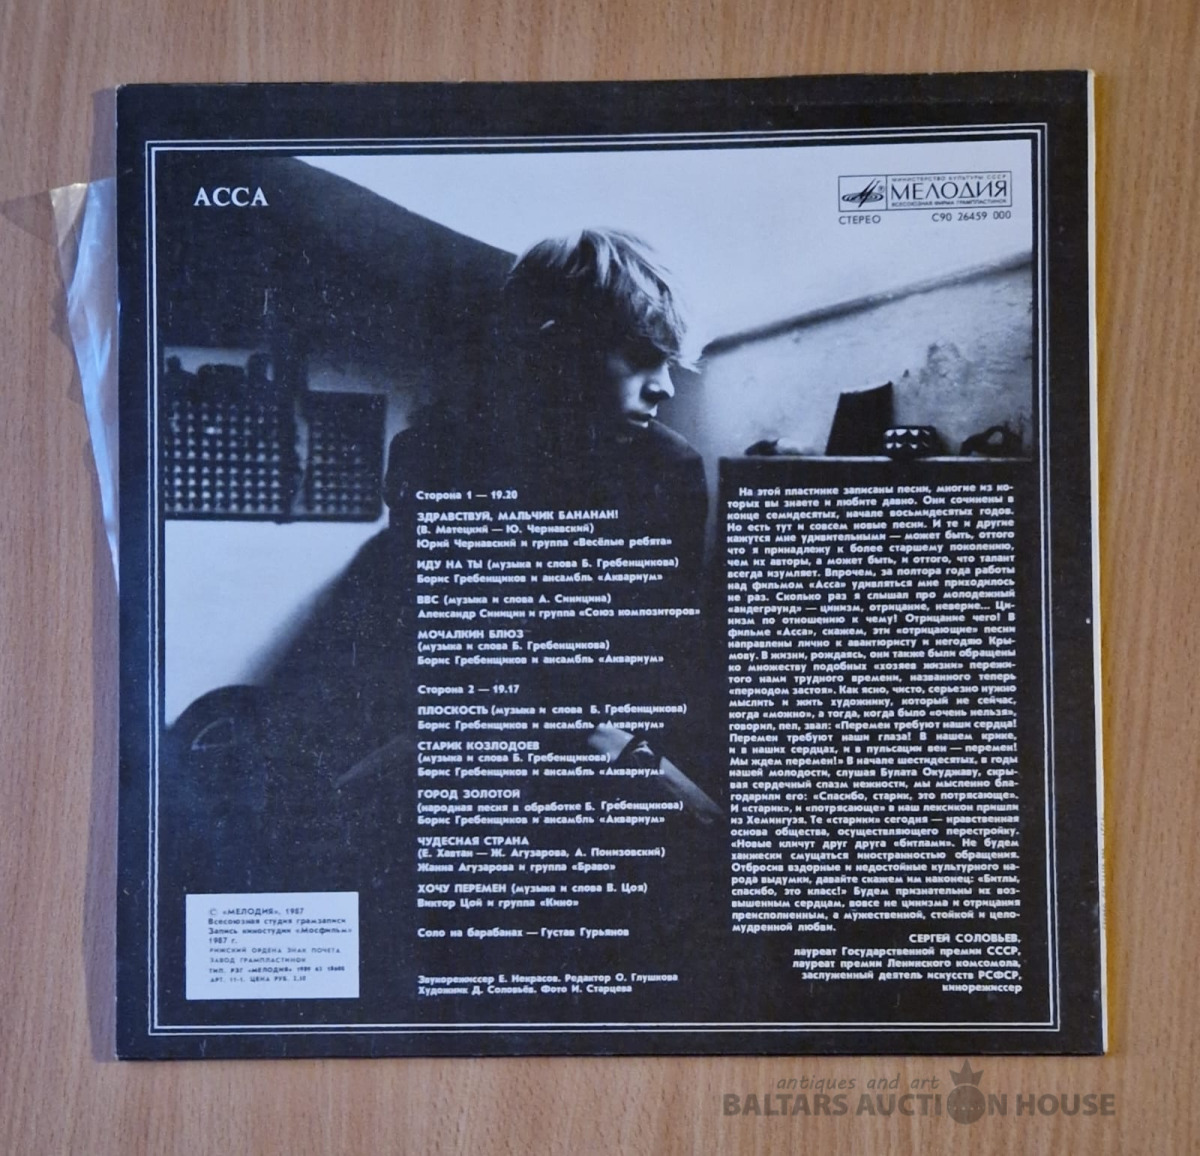 АССА
МИНИСТЕРСТВО КУЛЬТУРЫ СССР
МЕЛОДИЯ
ВСЕСОЮЗНАЯ ФИРМА ГРАМПЛАСТИНОК
СТЕРЕО С90 26459 000
Сторона 1 — 19.20
ЗДРАВСТВУЙ, МАЛЬЧИК БАНАНАН!
(В. Матецкий — Ю. Чернавский)
Юрий Чернавский и группа «Весёлые ребята»
ИДУ НА ТЫ (музыка и слова Б. Гребенщикова)
Борис Гребенщиков и ансамбль «Аквариум»
ВВС (музыка и слова А. Синицина)
Александр Синицин и группа «Союз композиторов»
МОЧАЛКИН БЛЮЗ
(музыка и слова Б. Гребенщикова)
Борис Гребенщиков и ансамбль «Аквариум»
Сторона 2 — 19.17
ПЛОСКОСТЬ (музыка и слова Б. Гребенщикова)
Борис Гребенщиков и ансамбль «Аквариум»
СТАРИК КОЗЛОДОЕВ
(музыка и слова Б. Гребенщикова)
Борис Гребенщиков и ансамбль «Аквариум»
ГОРОД ЗОЛОТОЙ
(народная песня в обработке Б. Гребенщикова)
Борис Гребенщиков и ансамбль «Аквариум»
ЧУДЕСНАЯ СТРАНА
(Е. Хавтан — Ж. Агузарова, А. Понизовский)
Жанна Агузарова и группа «Браво»
ХОЧУ ПЕРЕМЕН (музыка и слова В. Цоя)
Виктор Цой и группа «Кино»
Соло на барабанах — Густав Гурьянов
Звукорежиссер Е. Некрасов. Редактор О. Глушкова
Художник Д. Соловьёв. Фото И. Старцева
На этой пластинке записаны песни, многие из ко-
торых вы знаете и любите давно. Они сочинены в
конце семидесятых, начале восьмидесятых годов.
Но есть тут и совсем новые песни. И те и другие
кажутся мне удивительными — может быть, оттого
что я принадлежу к более старшему поколению,
чем их авторы, а может быть, и оттого, что талант
всегда изумляет. Впрочем, за полтора года работы
над фильмом «Асса» удивляться мне приходилось
не раз. Сколько раз я слышал про молодежный
«андеграунд» — цинизм, отрицание, неверие... Ци-
низм по отношению к чему! Отрицание чего! В
фильме «Асса», скажем, эти «отрицающие» песни
направлены лично к авантюристу и негодяю Кры-
мову. В жизни, рождаясь, они также были обращены
ко множеству подобных «хозяев жизни» пережи-
того нами трудного времени, названного теперь
«периодом застоя». Как ясно, чисто, серьезно нужно
мыслить и жить художнику, который не сейчас,
когда «можно», а тогда, когда было «очень нельзя»,
говорил, пел, звал: «Перемен требуют наши сердца!
Перемен требуют наши глаза! В нашем крике,
и в наших сердцах, и в пульсации вен — перемен!
Мы ждем перемен!» В начале шестидесятых, в годы
нашей молодости, слушая Булата Окуджаву, скры-
вая сердечный спазм нежности, мы мысленно бла-
годарили его: «Спасибо, старик, это потрясающе».
И «старик», и «потрясающе» в наш лексикон пришли
из Хемингуэя. Те «старики» сегодня — нравственная
основа общества, осуществляющего перестройку.
«Новые кличут друг друга «битлами». Не будем
ханжески смущаться иностранностью обращения.
Отбросив вздорные и недостойные культурного на-
рода выдумки, давайте скажем им наконец: «Битлы,
спасибо, это класс!» Будем признательны их воз-
вышенным сердцам, вовсе не цинизма и отрицания
преисполненным, а мужественной, стойкой и цело-
мудренной любви.
СЕРГЕЙ СОЛОВЬЕВ,
лауреат Государственной премии СССР,
лауреат премии Ленинского комсомола,
заслуженный деятель искусств РСФСР,
кинорежиссер
© «МЕЛОДИЯ», 1987
Всесоюзная студия грамзаписи
Запись киностудии «Мосфильм»
1987 г.
РИЖСКИЙ ОРДЕНА ЗНАК ПОЧЕТА
ЗАВОД ГРАМПЛАСТИНОК
ТИП. РЗГ «МЕЛОДИЯ» 1989
АРТ. 11-1. ЦЕНА РУБ. 2,50
antiques and art
BALTARS AUCTION HOUSE